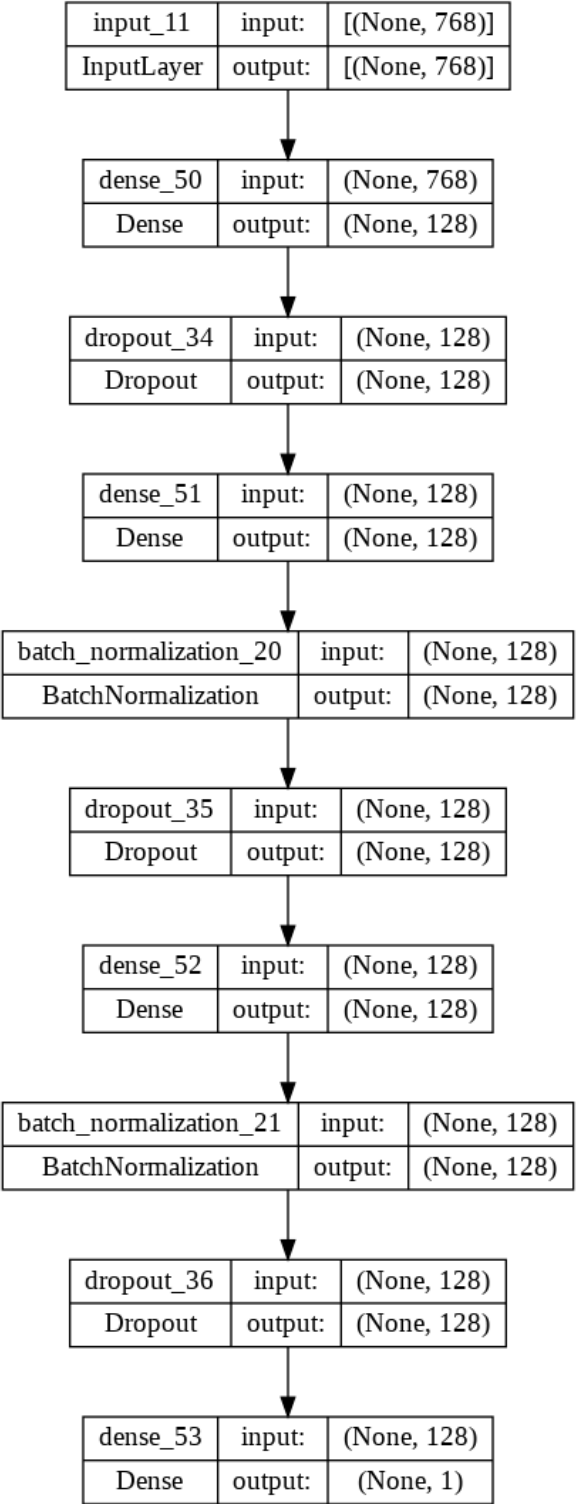 input_11 input: [(None, 768)]
InputLayer output: [(None, 768)]
dense_50 input: (None, 768)
Dense output: (None, 128)
dropout_34 input: (None, 128)
Dropout output: (None, 128)
dense_51 input: (None, 128)
Dense output: (None, 128)
batch_normalization_20 input: (None, 128)
BatchNormalization output: (None, 128)
dropout_35 input: (None, 128)
Dropout output: (None, 128)
dense_52 input: (None, 128)
Dense output: (None, 128)
batch_normalization_21 input: (None, 128)
BatchNormalization output: (None, 128)
dropout_36 input: (None, 128)
Dropout output: (None, 128)
dense_53 input: (None, 128)
Dense output: (None, 1)